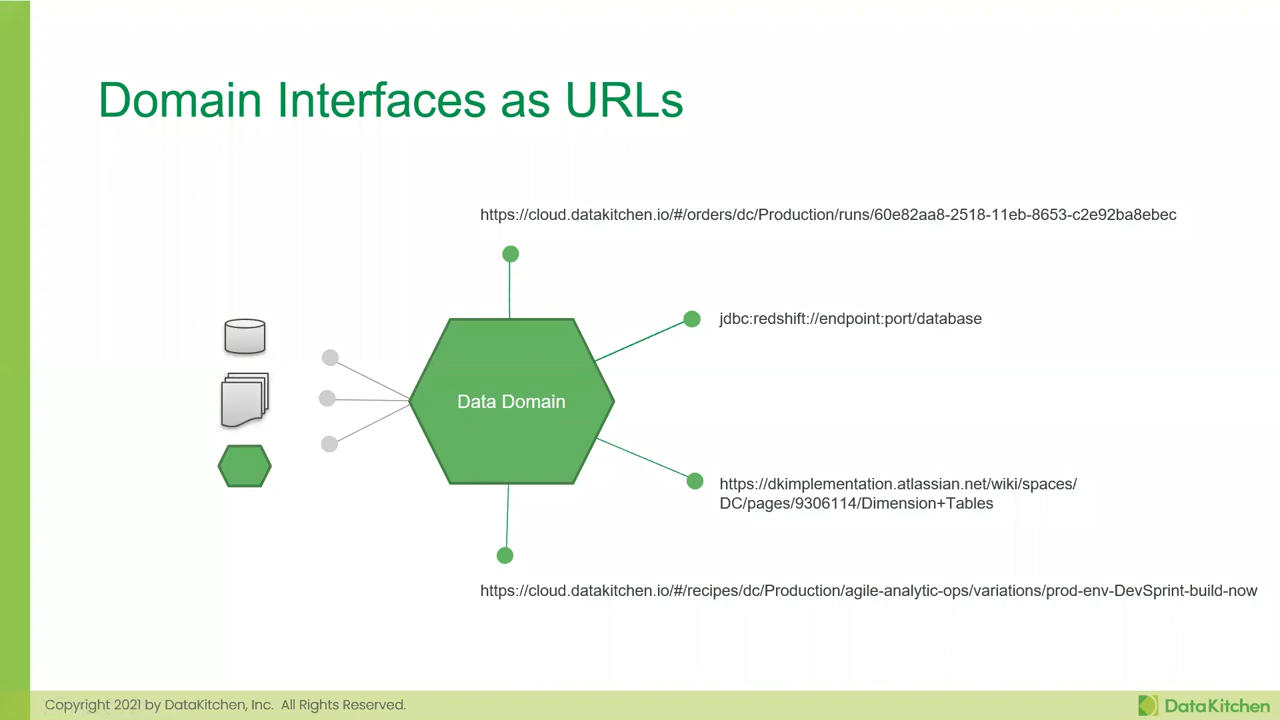 Domain Interfaces as URLs
https://cloud.datakitchen.io/#/orders/dc/Production/runs/60e82aa8-2518-11eb-8653-c2e92ba8ebec
jdbc:redshift://endpoint:port/database
Data Domain
https://dkimplementation.atlassian.net/wiki/spaces/
DC/pages/9306114/Dimension+Tables
https://cloud.datakitchen.io/#/recipes/dc/Production/agile-analytic-ops/variations/prod-env-DevSprint-build-now
Copyright 2021 by DataKitchen, Inc. All Rights Reserved.
DataKitchen